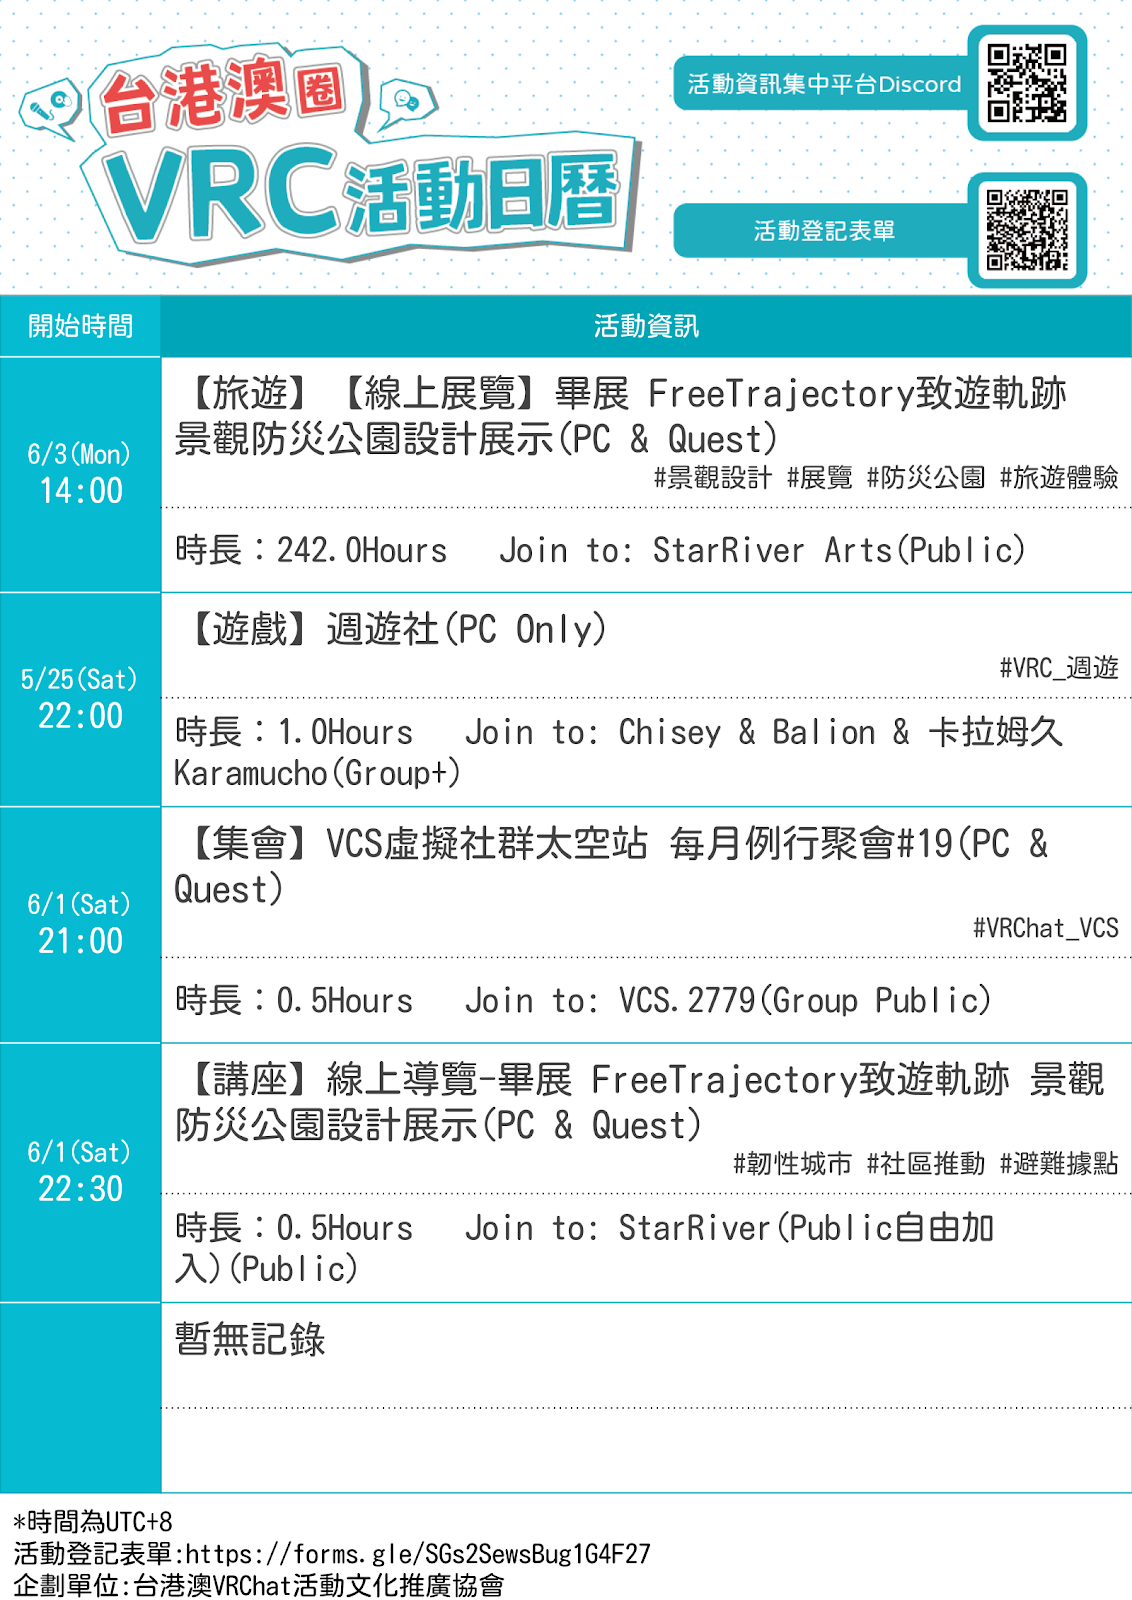 台港澳圈
VRC活動日曆
活動資訊集中平台Discord
活動登記表單
開始時間
活動資訊
6/3(Mon)
14:00
【旅遊】【線上展覽】畢展 FreeTrajectory致遊軌跡
景觀防災公園設計展示(PC & Quest)
#景觀設計 #展覽 #防災公園 #旅遊體驗
時長：242.0Hours Join to: StarRiver Arts(Public)
5/25(Sat)
22:00
【遊戲】週遊社(PC Only)
#VRC_週遊
時長：1.0Hours Join to: Chisey & Balion & 卡拉姆久
Karamucho(Group+)
6/1(Sat)
21:00
【集會】VCS虛擬社群太空站 每月例行聚會#19(PC &
Quest)
#VRChat_VCS
時長：0.5Hours Join to: VCS.2779(Group Public)
6/1(Sat)
22:30
【講座】線上導覽-畢展 FreeTrajectory致遊軌跡 景觀
防災公園設計展示(PC & Quest)
#韌性城市 #社區推動 #避難據點
時長：0.5Hours Join to: StarRiver(Public自由加
入)(Public)
暫無記錄
*時間為UTC+8
活動登記表單:https://forms.gle/SGs2SewsBug1G4F27
企劃單位:台港澳VRChat活動文化推廣協會